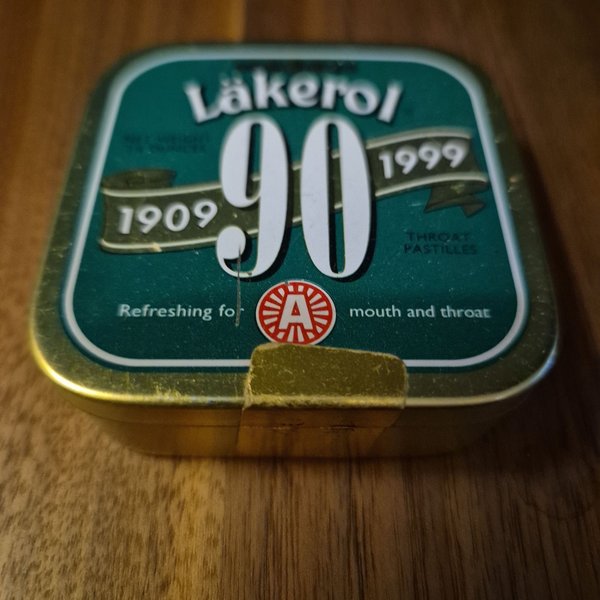 Läkerol
90
1909
1999
THROAT
PASTILLES
Refreshing for
A
mouth and throat